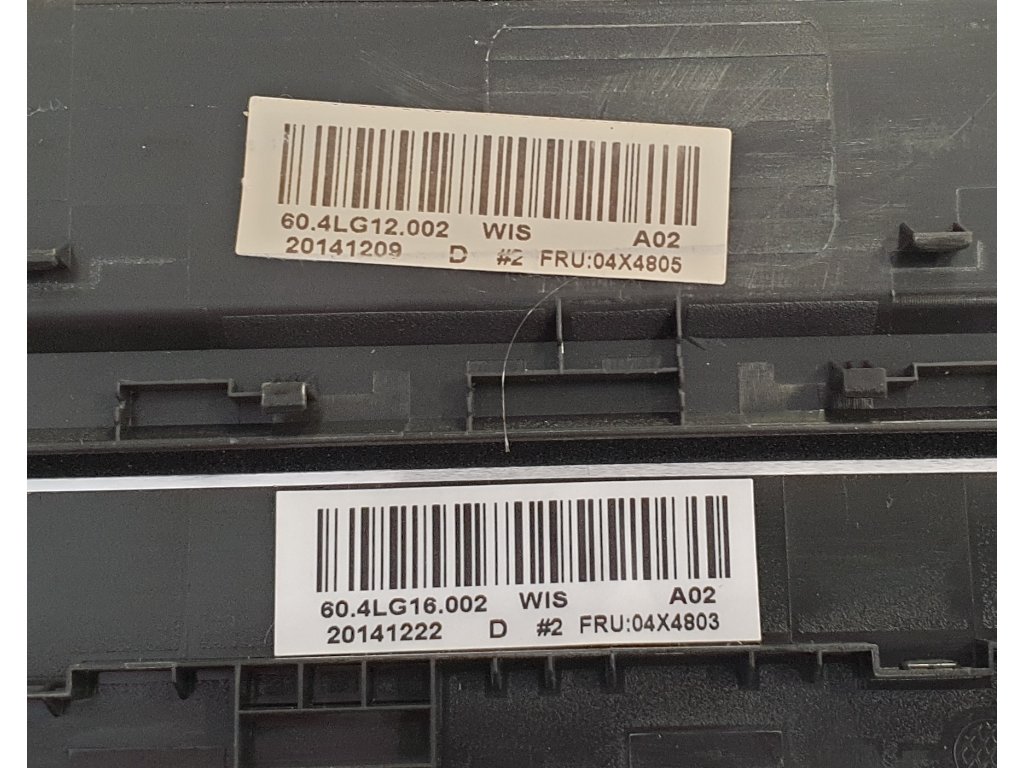 60.4LG12.002 WIS A02
20141209 D #2 FRU:04X4805
60.4LG16.002 WIS A02
20141222 D #2 FRU:04X4803